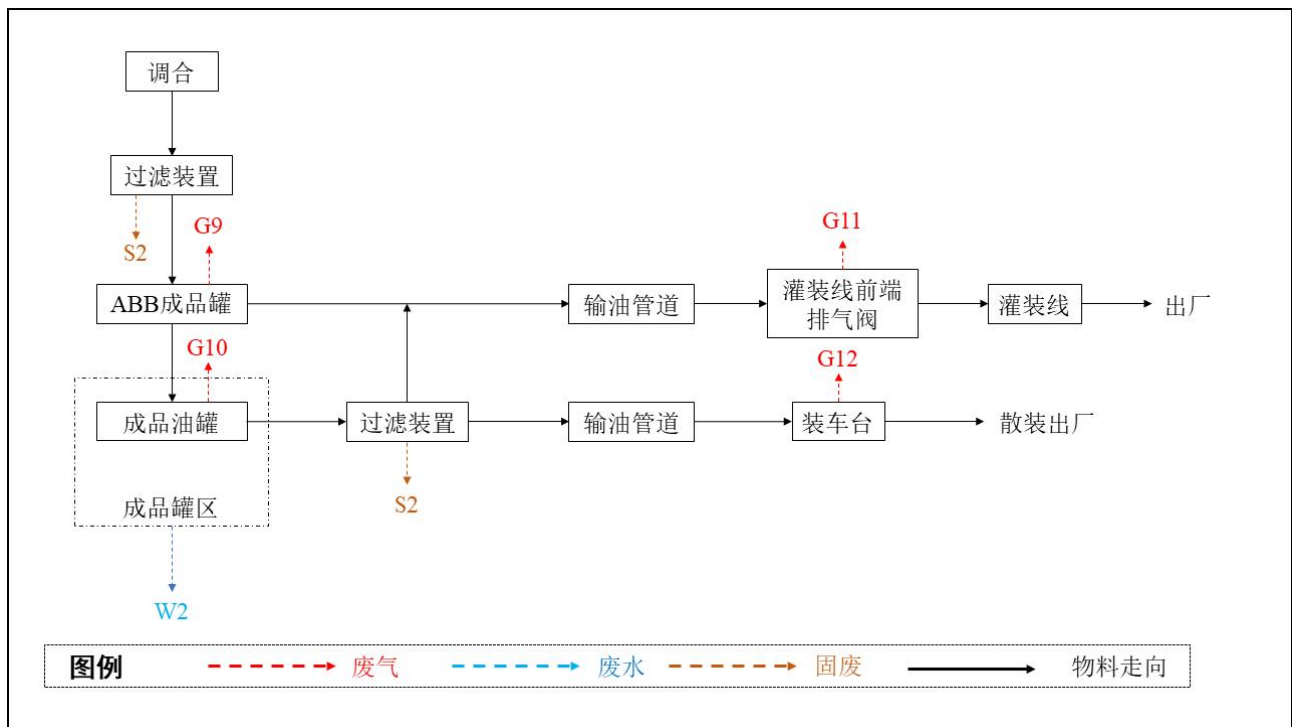 调合
过滤装置
S2
G9
G11
ABB成品罐
输油管道
灌装线前端
排气阀
灌装线
出厂
G10
G12
成品油罐
过滤装置
输油管道
装车台
散装出厂
成品罐区
S2
W2
图例
废气
废水
固废
物料走向